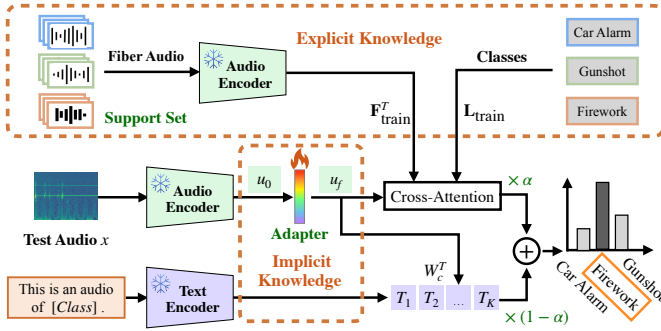 Explicit Knowledge
Fiber Audio
Audio
Encoder
Classes
Car Alarm
Gunshot
Firework
Support Set
F_train^T
L_train
Test Audio x
Audio
Encoder
u_0
u_f
Adapter
Cross-Attention
× α
Implicit Knowledge
W_c^T
This is an audio
of [Class] .
Text
Encoder
T_1 T_2 ... T_K
× (1 − α)
+
Car Alarm
Firework
Gunshot